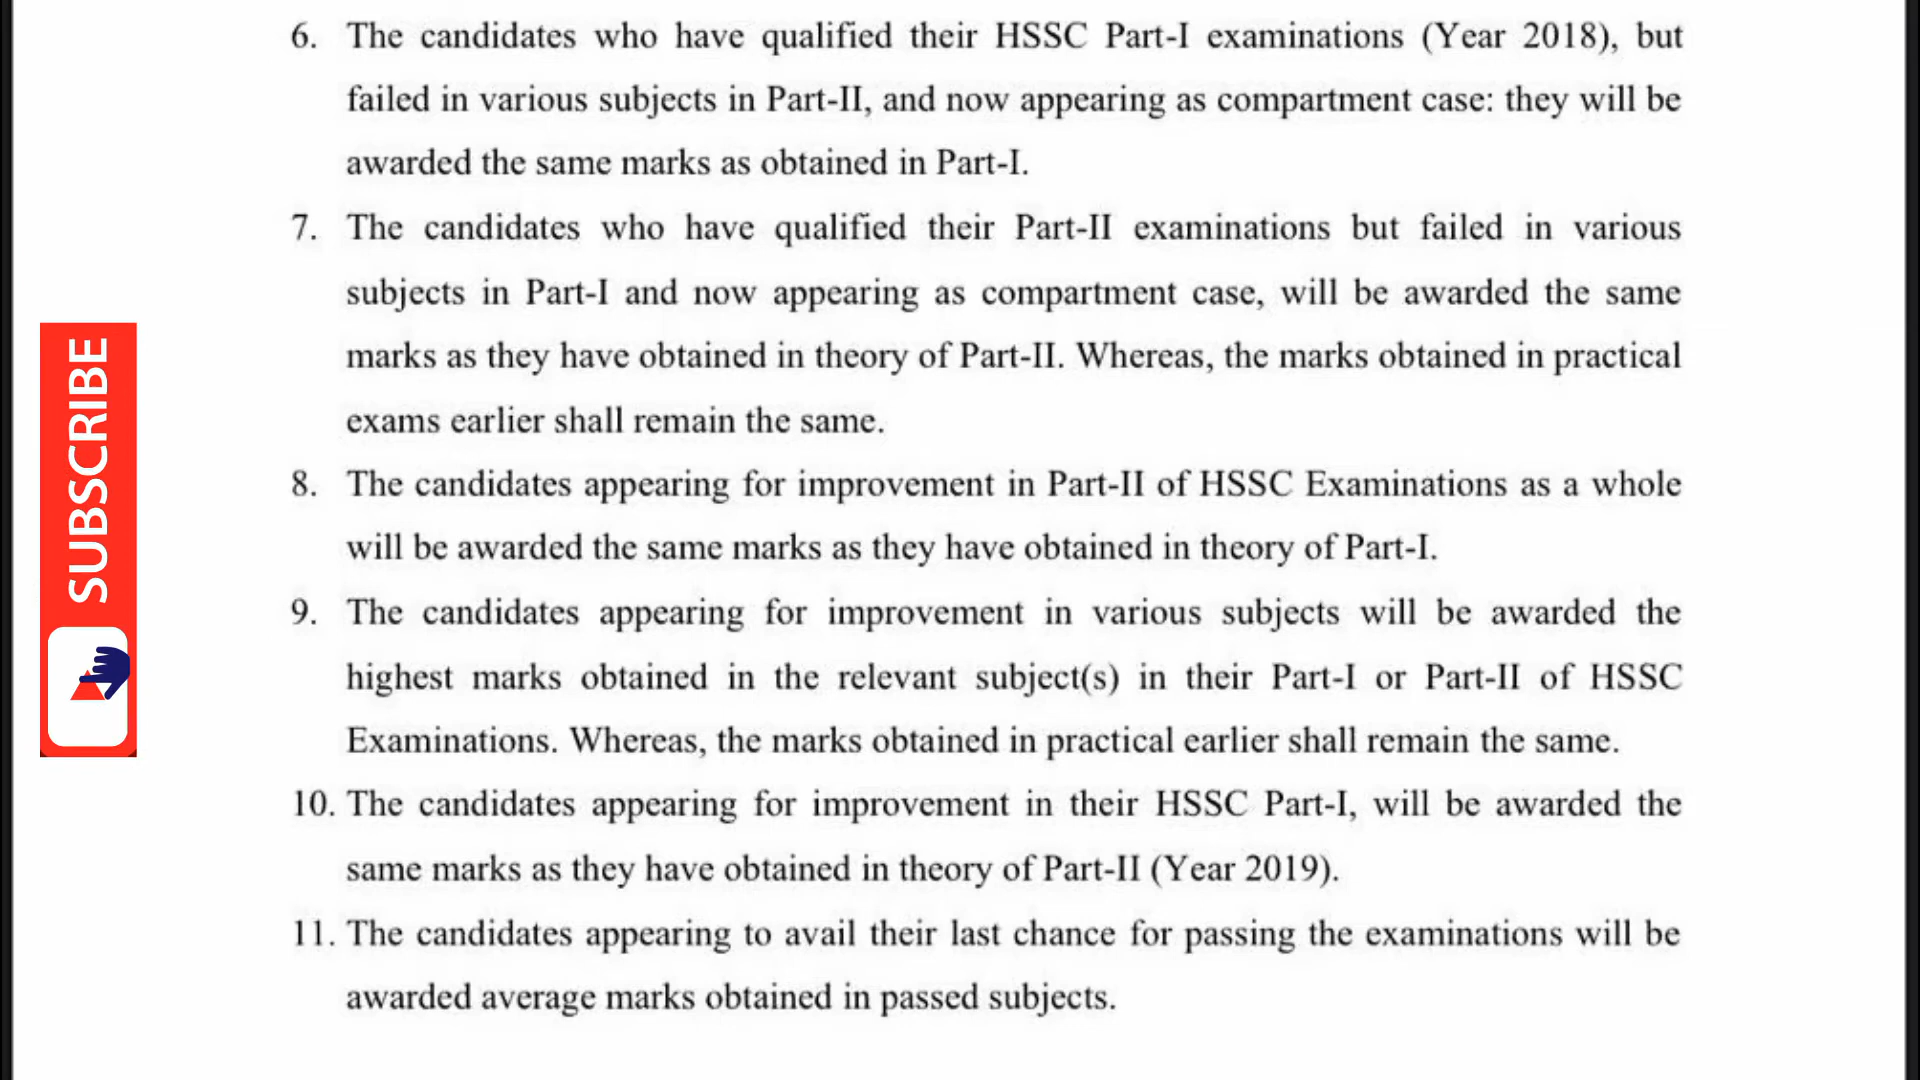 6. The candidates who have qualified their HSSC Part-I examinations (Year 2018), but
failed in various subjects in Part-II, and now appearing as compartment case: they will be
awarded the same marks as obtained in Part-I.
7. The candidates who have qualified their Part-II examinations but failed in various
subjects in Part-I and now appearing as compartment case, will be awarded the same
marks as they have obtained in theory of Part-II. Whereas, the marks obtained in practical
exams earlier shall remain the same.
8. The candidates appearing for improvement in Part-II of HSSC Examinations as a whole
will be awarded the same marks as they have obtained in theory of Part-I.
9. The candidates appearing for improvement in various subjects will be awarded the
highest marks obtained in the relevant subject(s) in their Part-I or Part-II of HSSC
Examinations. Whereas, the marks obtained in practical earlier shall remain the same.
10. The candidates appearing for improvement in their HSSC Part-I, will be awarded the
same marks as they have obtained in theory of Part-II (Year 2019).
11. The candidates appearing to avail their last chance for passing the examinations will be
awarded average marks obtained in passed subjects.
SUBSCRIBE